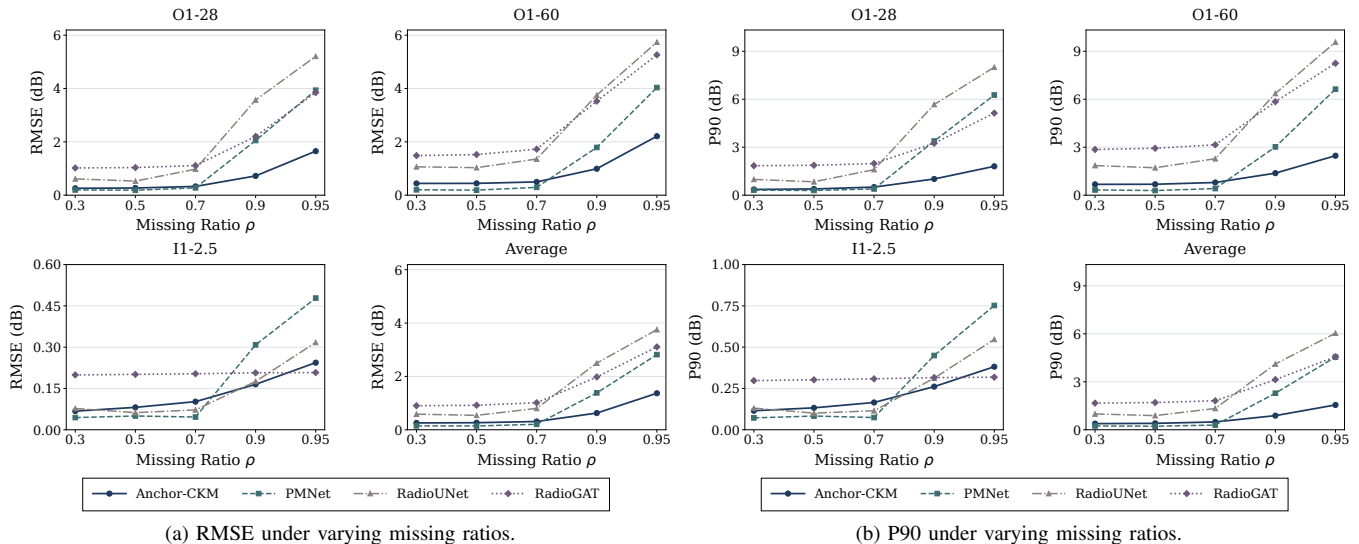 O1-28
O1-60
O1-28
O1-60
RMSE (dB)
6
4
2
0
0.3 0.5 0.7 0.9 0.95
Missing Ratio ρ
RMSE (dB)
6
4
2
0
0.3 0.5 0.7 0.9 0.95
Missing Ratio ρ
P90 (dB)
9
6
3
0
0.3 0.5 0.7 0.9 0.95
Missing Ratio ρ
P90 (dB)
9
6
3
0
0.3 0.5 0.7 0.9 0.95
Missing Ratio ρ
I1-2.5
Average
I1-2.5
Average
RMSE (dB)
0.60
0.45
0.30
0.15
0.00
0.3 0.5 0.7 0.9 0.95
Missing Ratio ρ
RMSE (dB)
6
4
2
0
0.3 0.5 0.7 0.9 0.95
Missing Ratio ρ
P90 (dB)
1.00
0.75
0.50
0.25
0.00
0.3 0.5 0.7 0.9 0.95
Missing Ratio ρ
P90 (dB)
9
6
3
0
0.3 0.5 0.7 0.9 0.95
Missing Ratio ρ
Anchor-CKM PMNet RadioUNet RadioGAT
Anchor-CKM PMNet RadioUNet RadioGAT
(a) RMSE under varying missing ratios.
(b) P90 under varying missing ratios.